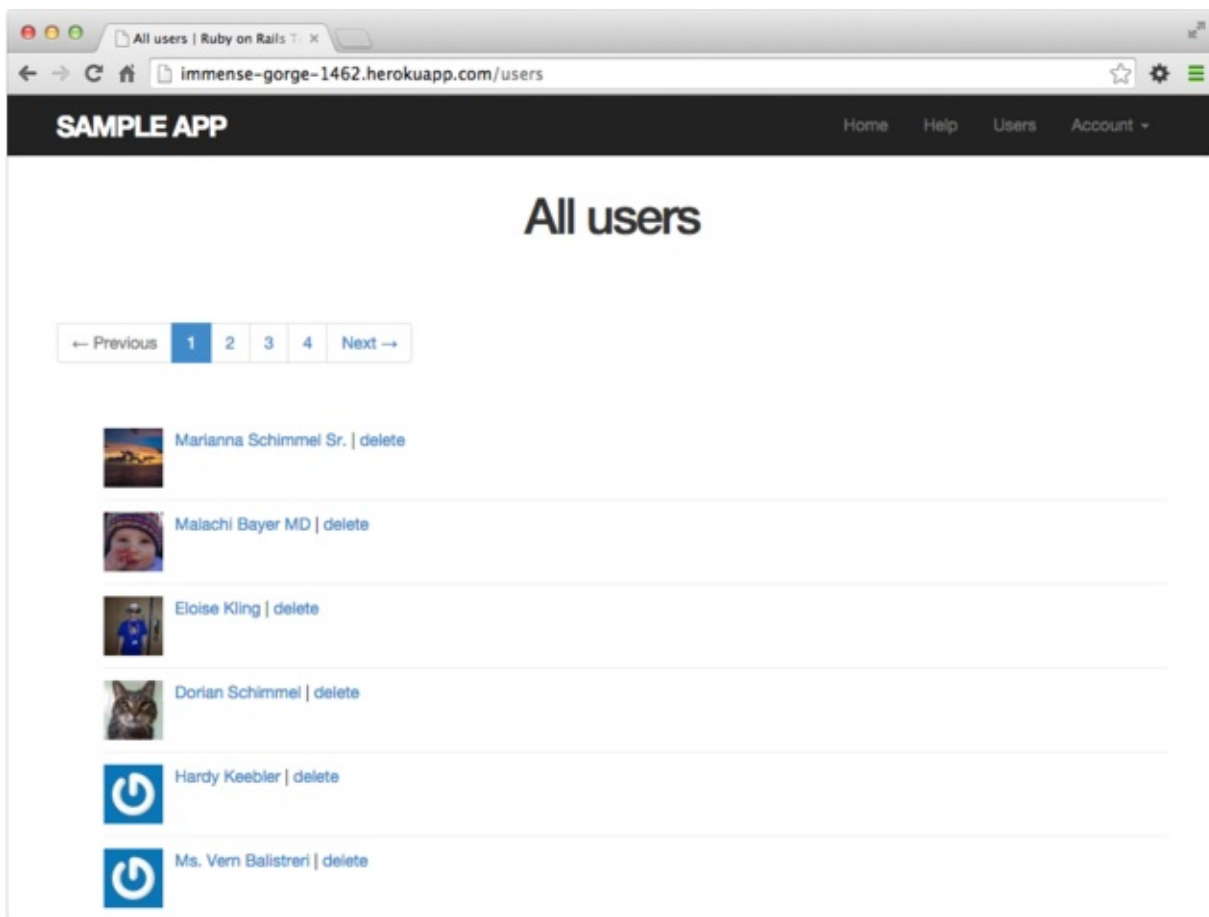 All users | Ruby on Rails T
immense-gorge-1462.herokuapp.com/users
SAMPLE APP Home Help Users Account
All users
← Previous 1 2 3 4 Next →
Marianna Schimmel Sr. | delete
Malachi Bayer MD | delete
Eloise Kling | delete
Dorian Schimmel | delete
Hardy Keebler | delete
Ms. Vern Balistreri | delete